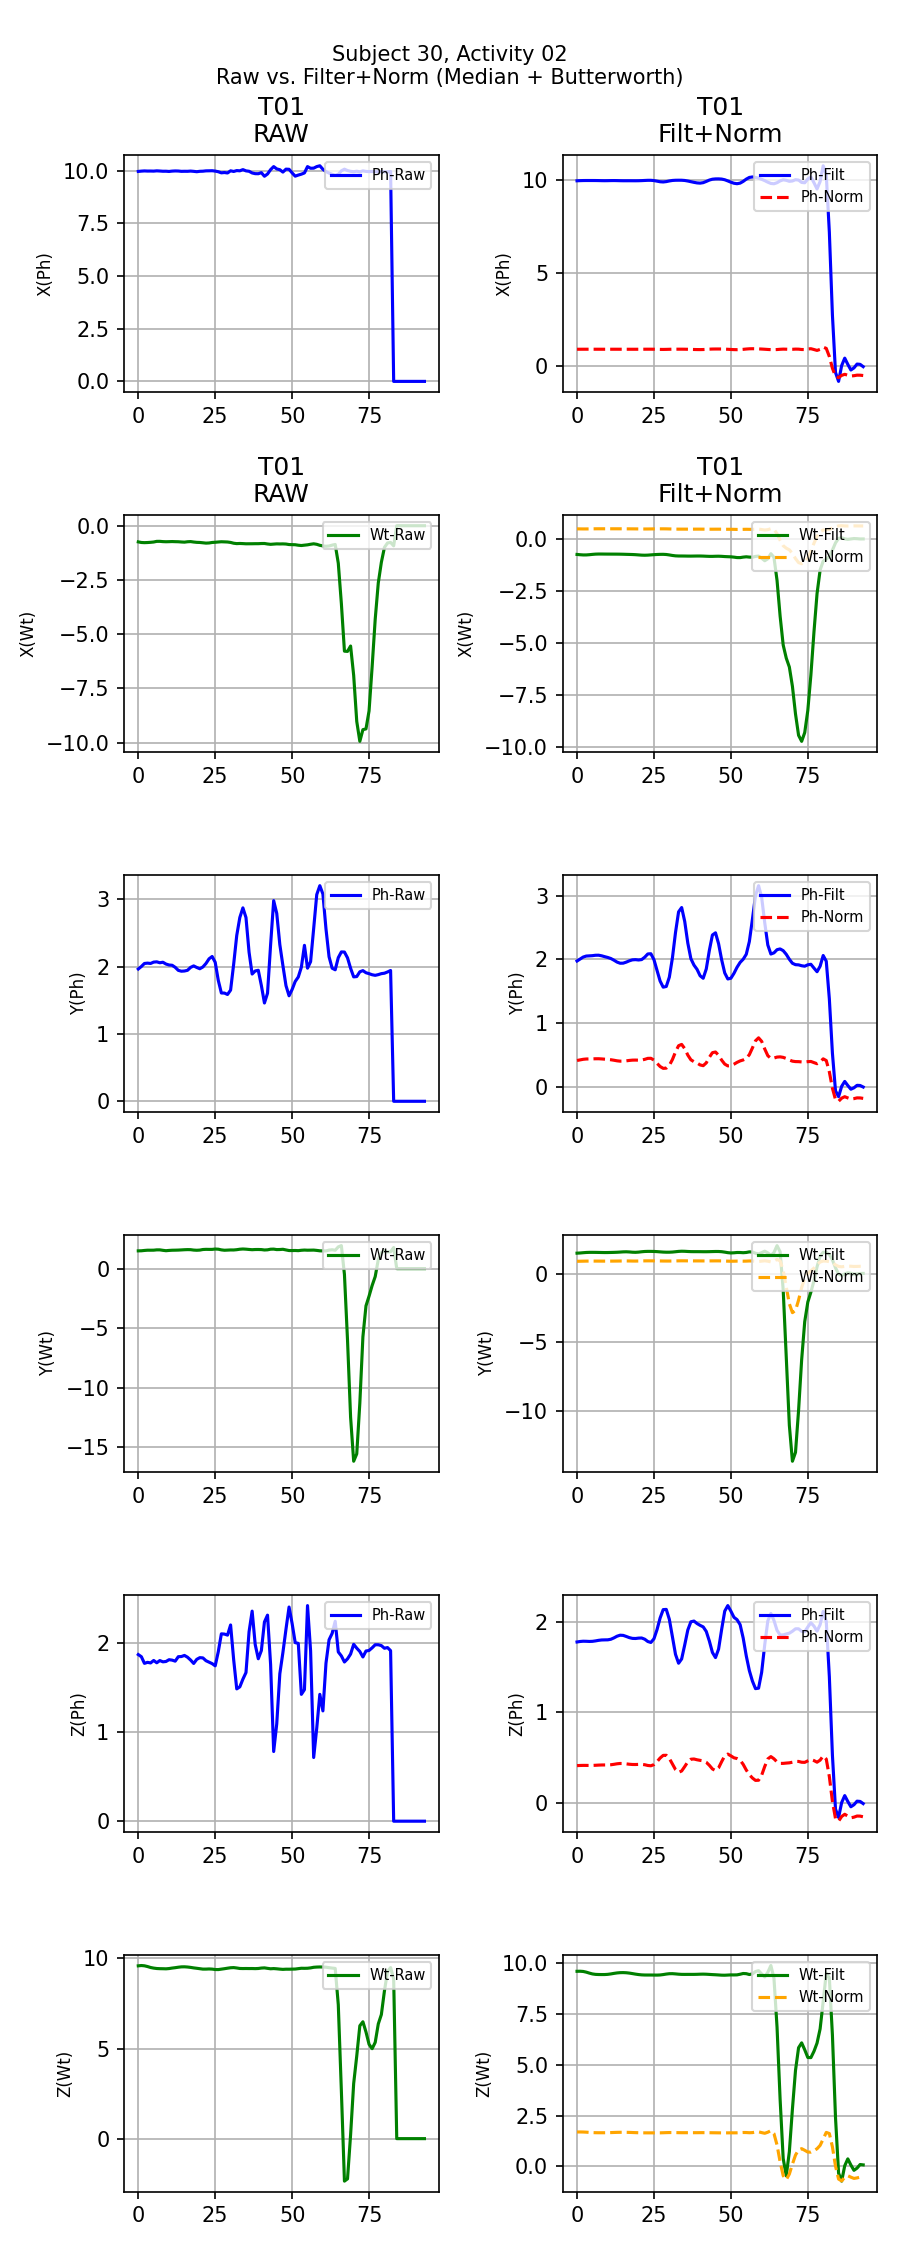 Subject 30, Activity 02
Raw vs. Filter+Norm (Median + Butterworth)
T01
RAW
X(Ph)
10.0
7.5
5.0
2.5
0.0
0 25 50 75
Ph-Raw
T01
Filt+Norm
X(Ph)
10
5
0
0 25 50 75
Ph-Filt
Ph-Norm
T01
RAW
X(Wt)
0.0
−2.5
−5.0
−7.5
−10.0
0 25 50 75
Wt-Raw
T01
Filt+Norm
X(Wt)
0.0
−2.5
−5.0
−7.5
−10.0
0 25 50 75
Wt-Filt
Wt-Norm
Y(Ph)
3
2
1
0
0 25 50 75
Ph-Raw
Y(Ph)
3
2
1
0
0 25 50 75
Ph-Filt
Ph-Norm
Y(Wt)
0
−5
−10
−15
0 25 50 75
Wt-Raw
Y(Wt)
0
−5
−10
0 25 50 75
Wt-Filt
Wt-Norm
Z(Ph)
2
1
0
0 25 50 75
Ph-Raw
Z(Ph)
2
1
0
0 25 50 75
Ph-Filt
Ph-Norm
Z(Wt)
10
5
0
0 25 50 75
Wt-Raw
Z(Wt)
10.0
7.5
5.0
2.5
0.0
0 25 50 75
Wt-Filt
Wt-Norm